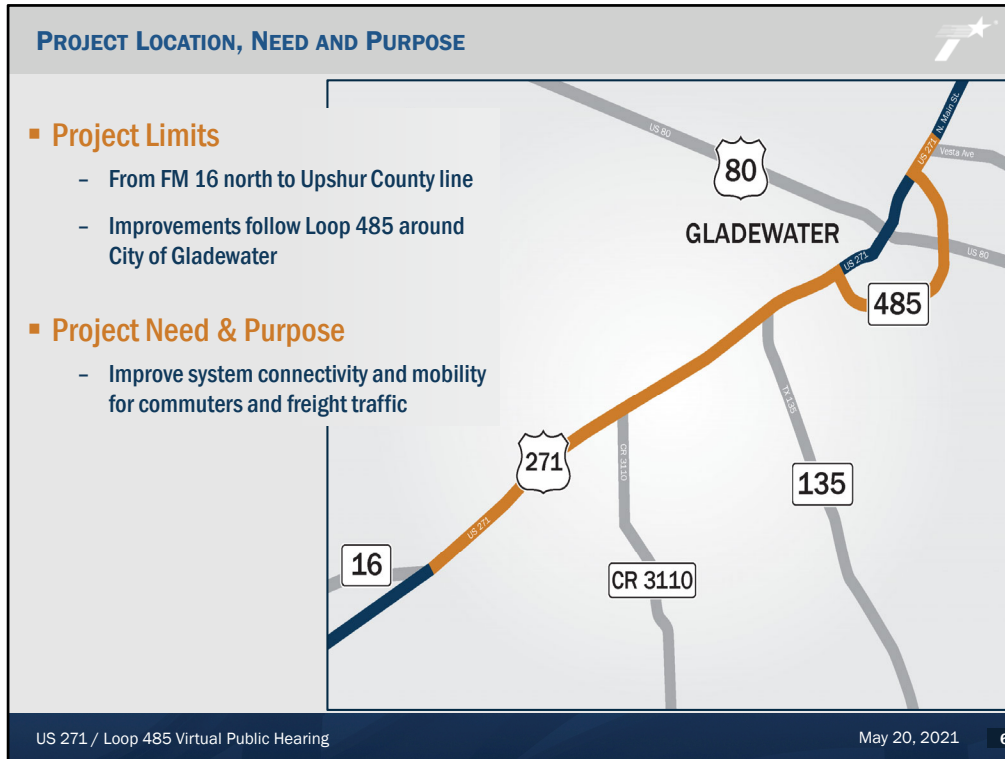 PROJECT LOCATION, NEED AND PURPOSE
▪ Project Limits
– From FM 16 north to Upshur County line
– Improvements follow Loop 485 around
City of Gladewater
▪ Project Need & Purpose
– Improve system connectivity and mobility
for commuters and freight traffic
US 80
80
GLADEWATER
N. Main St.
US 271
Vesta Ave
US 271
US 80
485
TX 135
135
CR 3110
CR 3110
271
US 271
16
US 271 / Loop 485 Virtual Public Hearing
May 20, 2021
6